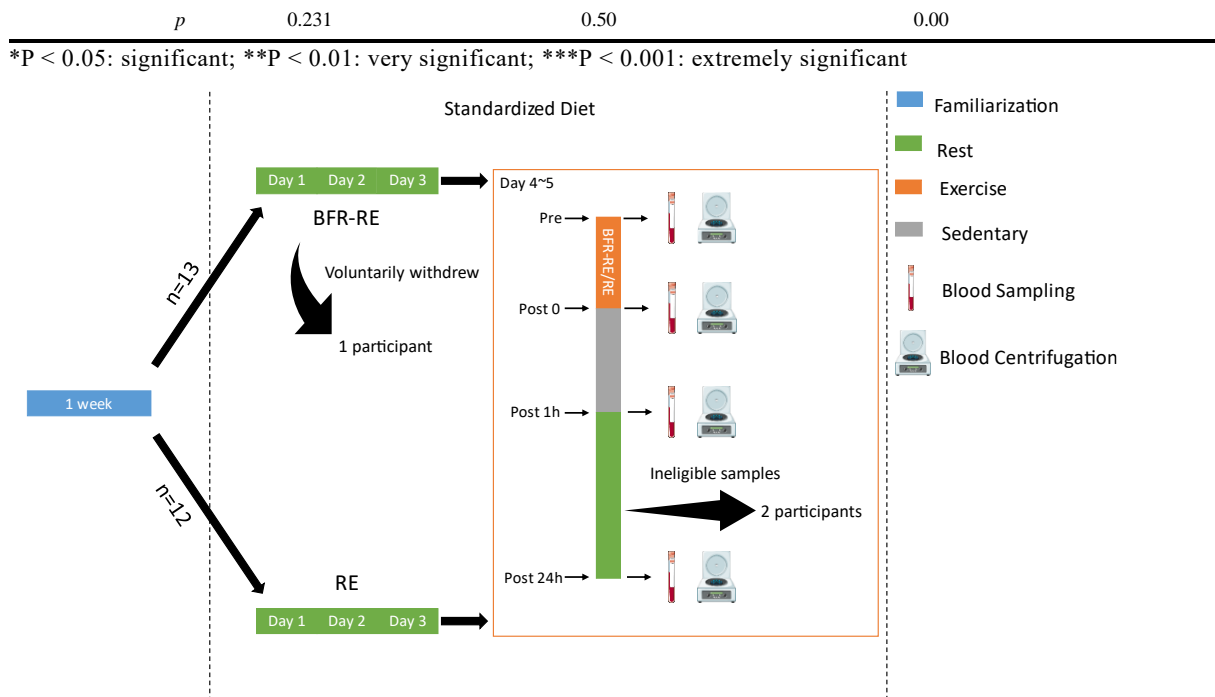 p 0.231 0.50 0.00
*P < 0.05: significant; **P < 0.01: very significant; ***P < 0.001: extremely significant
Standardized Diet
1 week
n=13
n=12
Day 1 Day 2 Day 3
BFR-RE
Voluntarily withdrew
1 participant
RE
Day 1 Day 2 Day 3
Day 4~5
Pre
BFR-RE/RE
Post 0
Post 1h
Ineligible samples
2 participants
Post 24h
Familiarization
Rest
Exercise
Sedentary
Blood Sampling
Blood Centrifugation